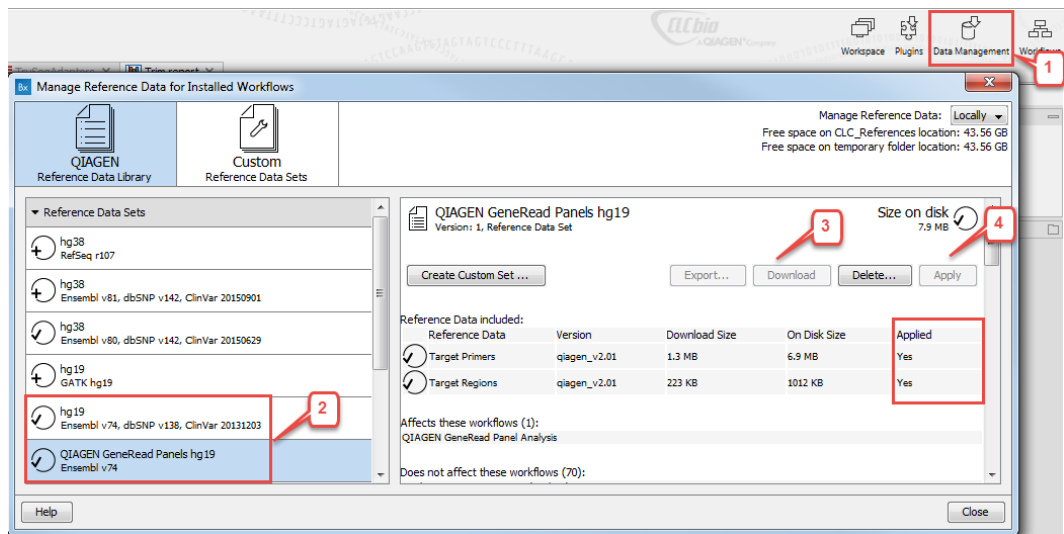 CLC bio
A QIAGEN Company
Workspace Plugins Data Management
1
Trim report
Bx Manage Reference Data for Installed Workflows
QIAGEN
Reference Data Library
Custom
Reference Data Sets
Manage Reference Data: Locally
Free space on CLC_References location: 43.56 GB
Free space on temporary folder location: 43.56 GB
Reference Data Sets
hg38
RefSeq r107
hg38
Ensembl v81, dbSNP v142, ClinVar 20150901
hg38
Ensembl v80, dbSNP v142, ClinVar 20150629
hg19
GATK hg19
hg19
Ensembl v74, dbSNP v138, ClinVar 20131203
2
QIAGEN GeneRead Panels hg19
Ensembl v74
QIAGEN GeneRead Panels hg19
Version: 1, Reference Data Set
Size on disk
7.9 MB
3
4
Create Custom Set ... Export... Download Delete... Apply
Reference Data included:
Reference Data Version Download Size On Disk Size Applied
Target Primers qiagen_v2.01 1.3 MB 6.9 MB Yes
Target Regions qiagen_v2.01 223 KB 1012 KB Yes
Affects these workflows (1):
QIAGEN GeneRead Panel Analysis
Does not affect these workflows (70):
Help Close